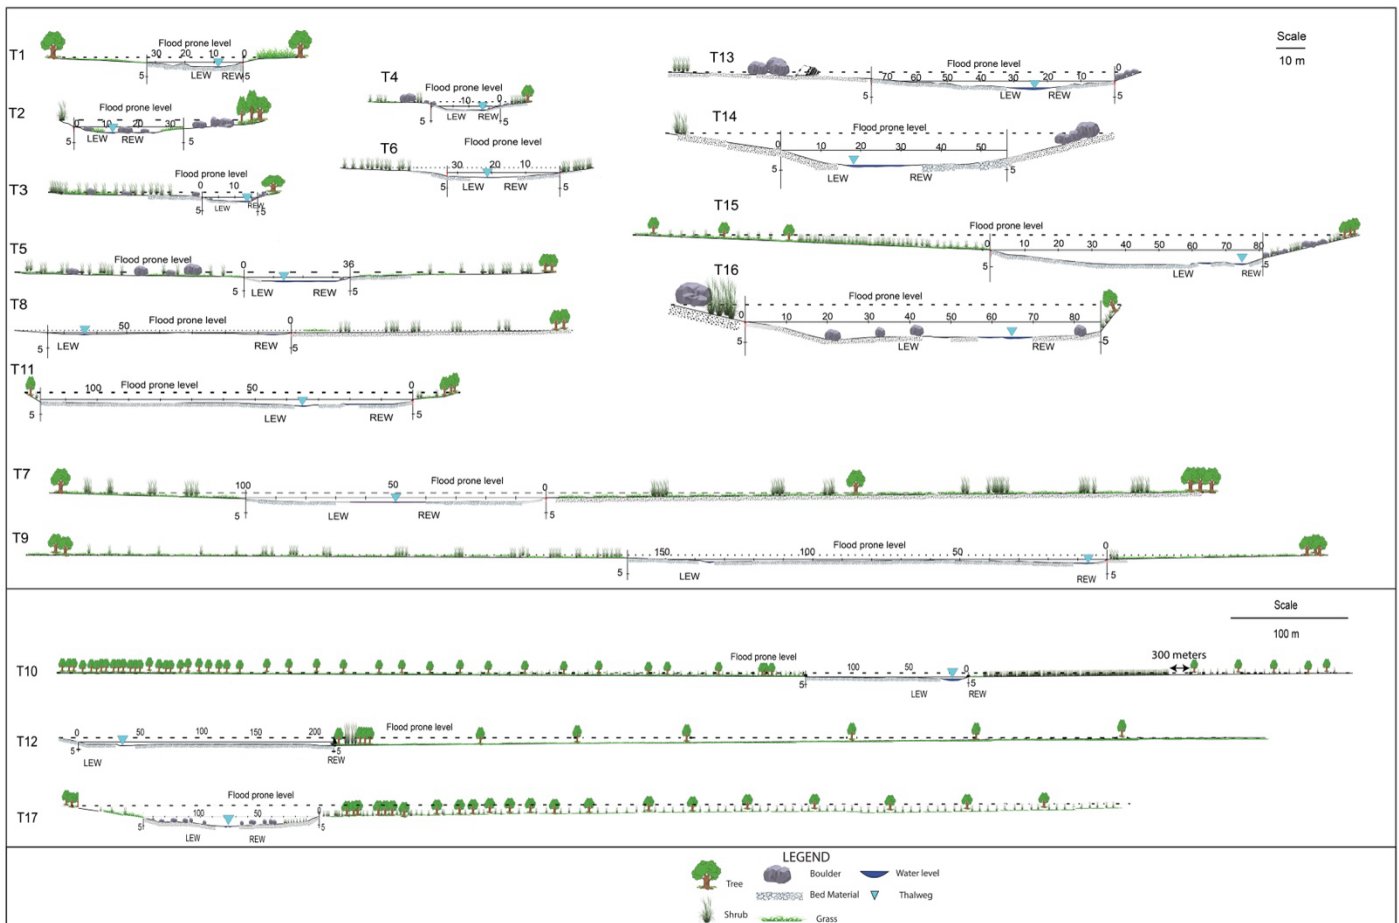 T1
Flood prone level
30 20 10 0
5 LEW REW 5
T2
Flood prone level
0 10 20 30
5 LEW REW 5
T3
Flood prone level
0 10
5 LEW REW 5
T4
Flood prone level
10 0
5 LEW REW 5
T6
Flood prone level
30 20 10
5 LEW REW 5
T5
Flood prone level
0 36
5 LEW REW 5
T8
Flood prone level
50 0
5 LEW REW 5
T11
Flood prone level
100 50 0
5 LEW REW 5
T13
Flood prone level
70 60 50 40 30 20 10 0
5 LEW REW 5
T14
Flood prone level
0 10 20 30 40 50
5 LEW REW 5
T15
Flood prone level
0 10 20 30 40 50 60 70 80
5 LEW REW 5
T16
Flood prone level
0 10 20 30 40 50 60 70 80
5 LEW REW 5
Scale
10 m
T7
Flood prone level
100 50 0
5 LEW REW 5
T9
Flood prone level
150 100 50 0
5 LEW REW 5
Scale
100 m
T10
Flood prone level
300 meters
100 50 0
5 LEW 5 REW
T12
Flood prone level
0 50 100 150 200
5 LEW REW 5
T17
Flood prone level
100 50 0
5 LEW REW 5
LEGEND
Tree Boulder Water level
Bed Material Thalweg
Shrub Grass